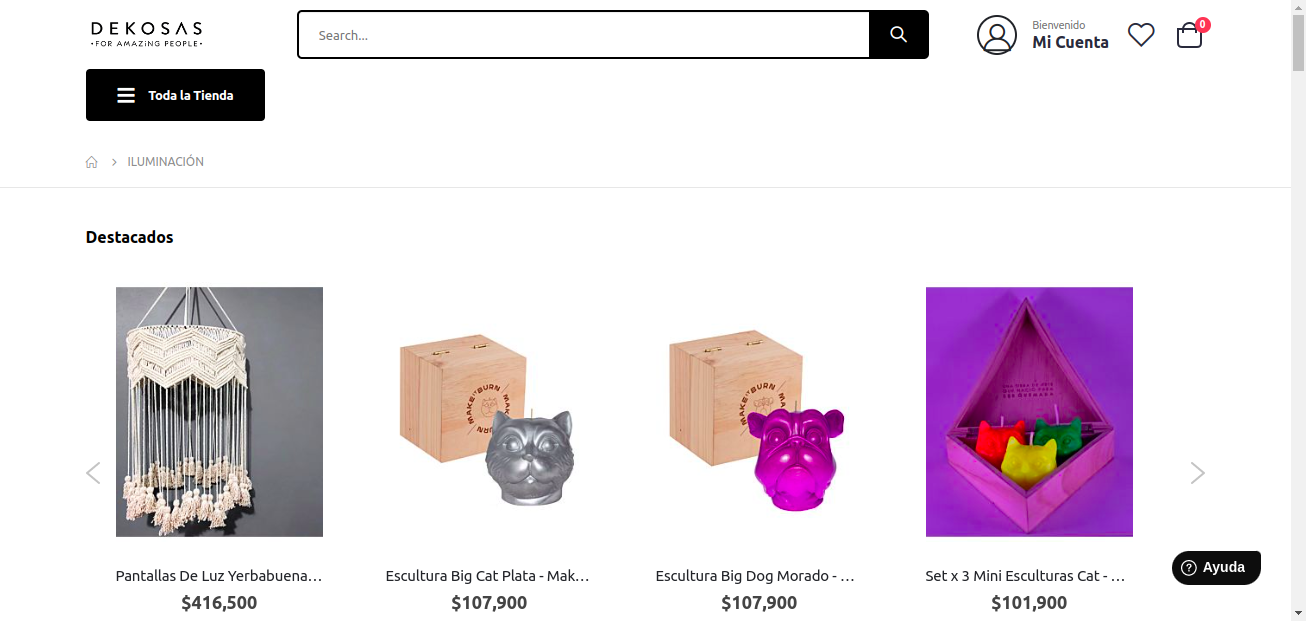 DEKOSAS
•FOR AMAZiNG PEOPLE•
Search...
Bienvenido
Mi Cuenta
0
Toda la Tienda
ILUMINACIÓN
Destacados
MAKE IT BURN
MAKE IT BURN
Pantallas De Luz Yerbabuena...
$416,500
Escultura Big Cat Plata - Mak...
$107,900
Escultura Big Dog Morado - ...
$107,900
Set x 3 Mini Esculturas Cat - ...
$101,900
Ayuda